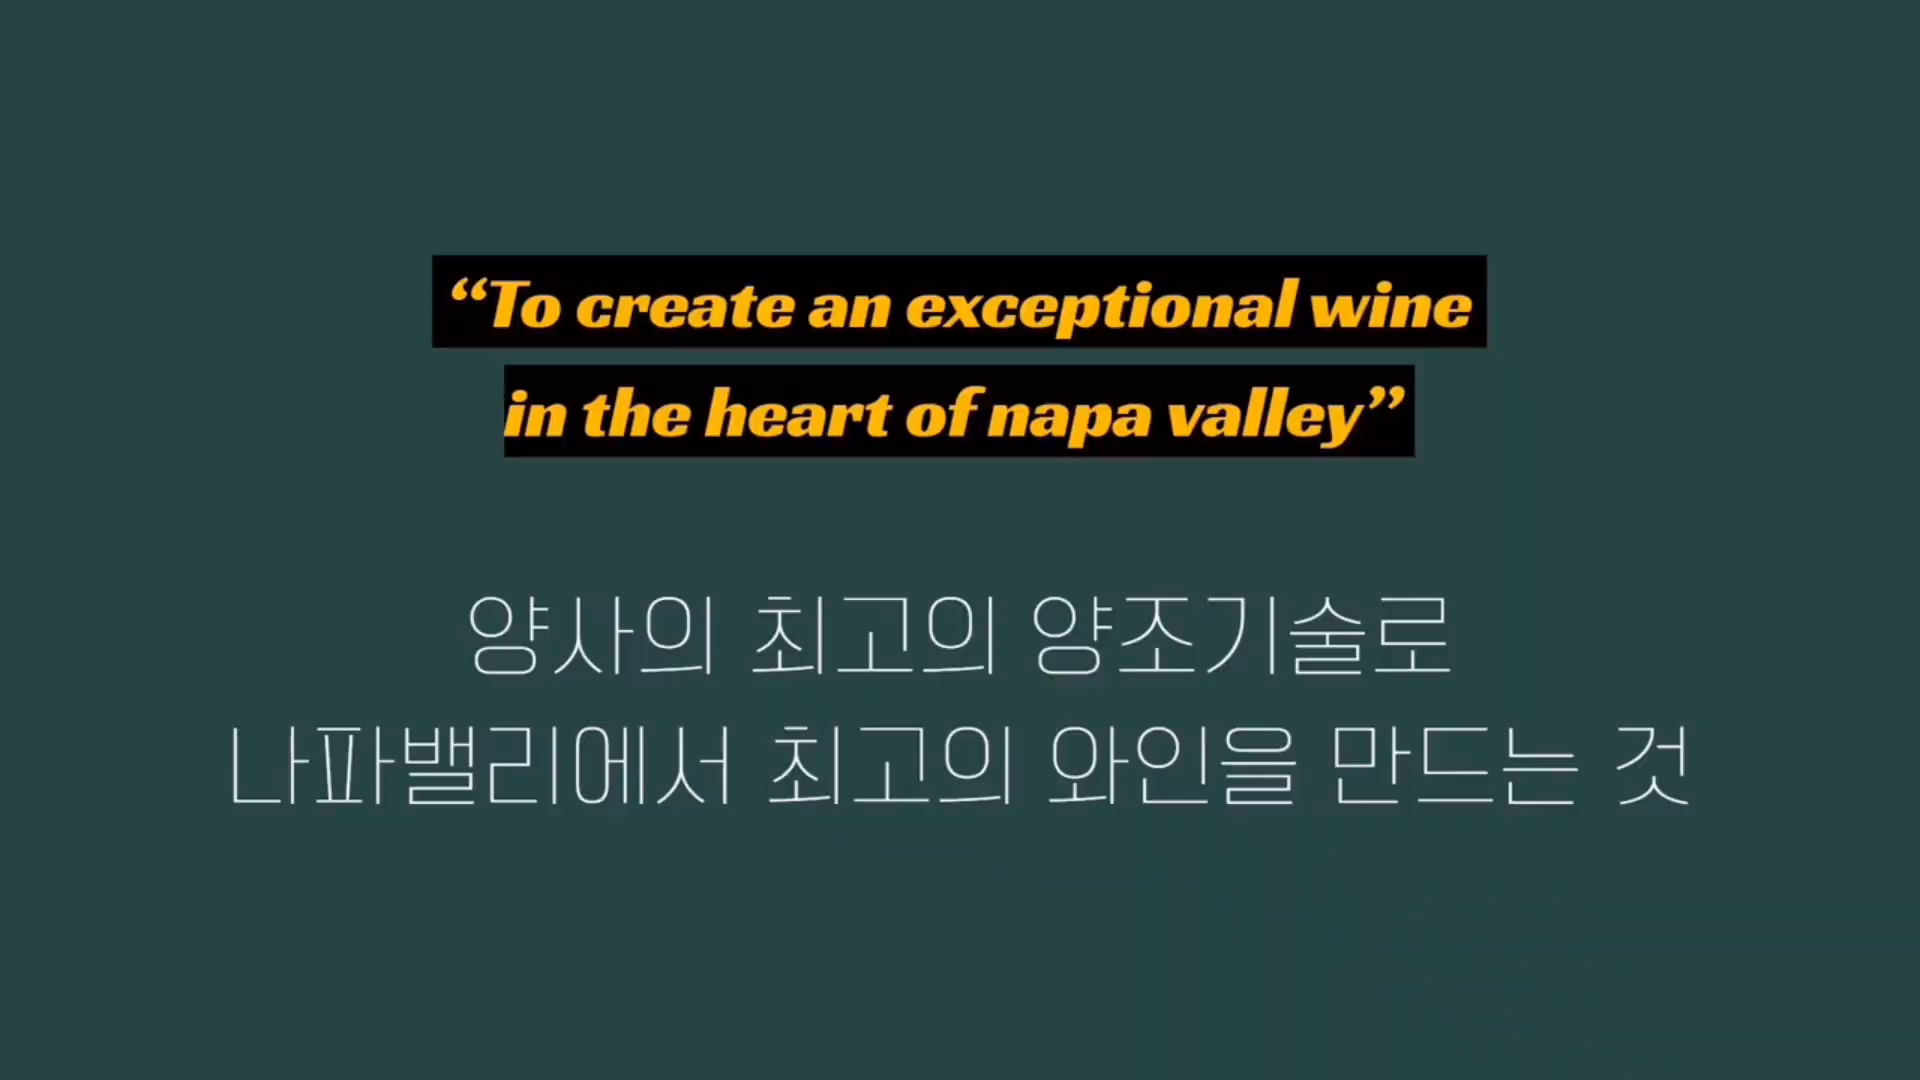 “To create an exceptional wine
in the heart of napa valley”
양사의 최고의 양조기술로
나파밸리에서 최고의 와인을 만드는 것